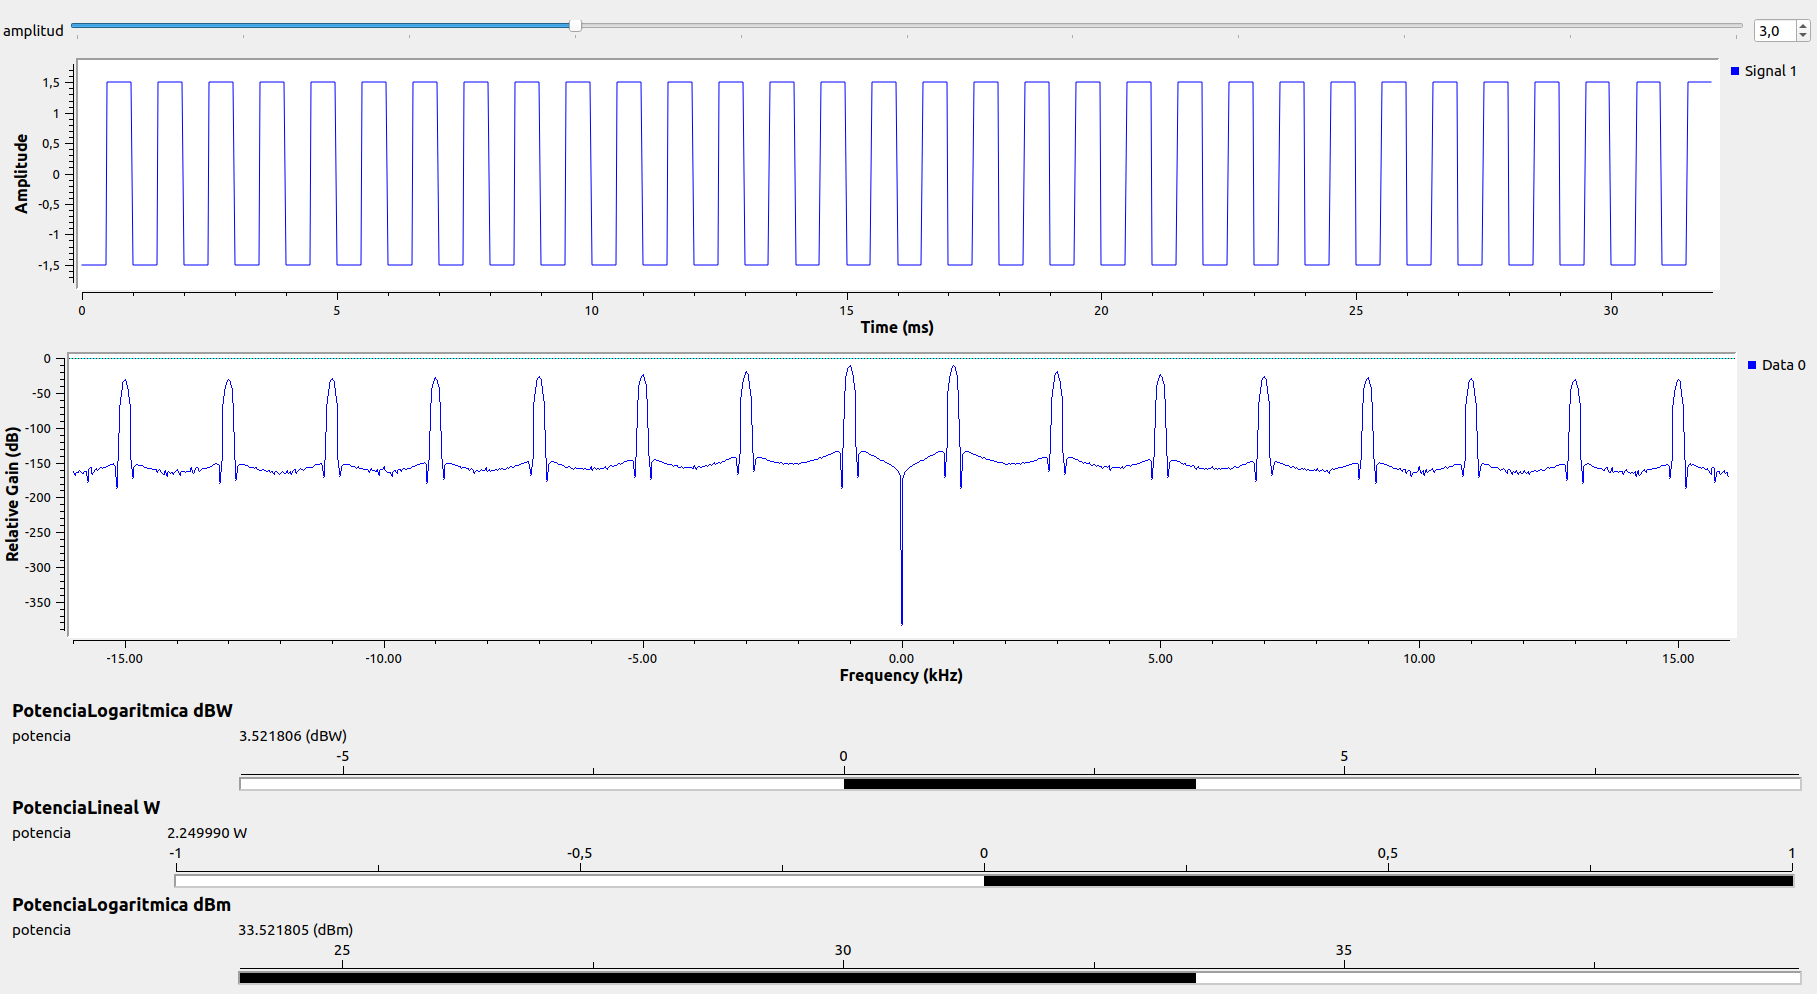 amplitud 3,0
Signal 1
1,5
1
0,5
0
-0,5
-1
-1,5
Amplitude
0 5 10 15 20 25 30
Time (ms)
Data 0
0
-50
-100
-150
-200
-250
-300
-350
Relative Gain (dB)
-15.00 -10.00 -5.00 0.00 5.00 10.00 15.00
Frequency (kHz)
PotenciaLogaritmica dBW
potencia 3.521806 (dBW)
-5 0 5
PotenciaLineal W
potencia 2.249990 W
-1 -0,5 0 0,5 1
PotenciaLogaritmica dBm
potencia 33.521805 (dBm)
25 30 35